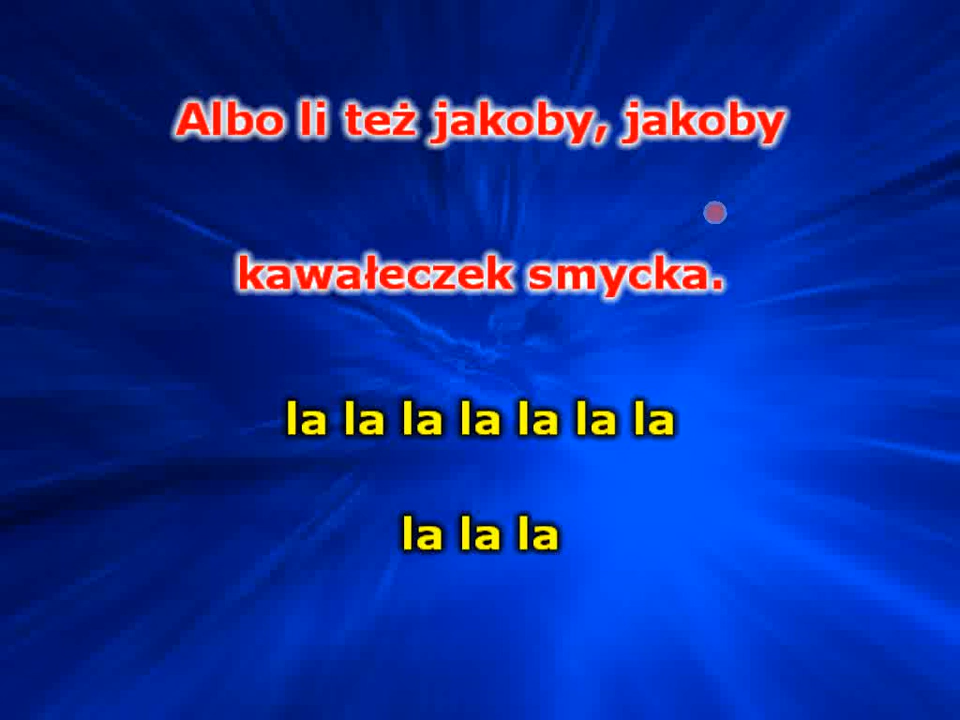 Albo li też jakoby, jakoby
kawałeczek smycka.
la la la la la la la
la la la